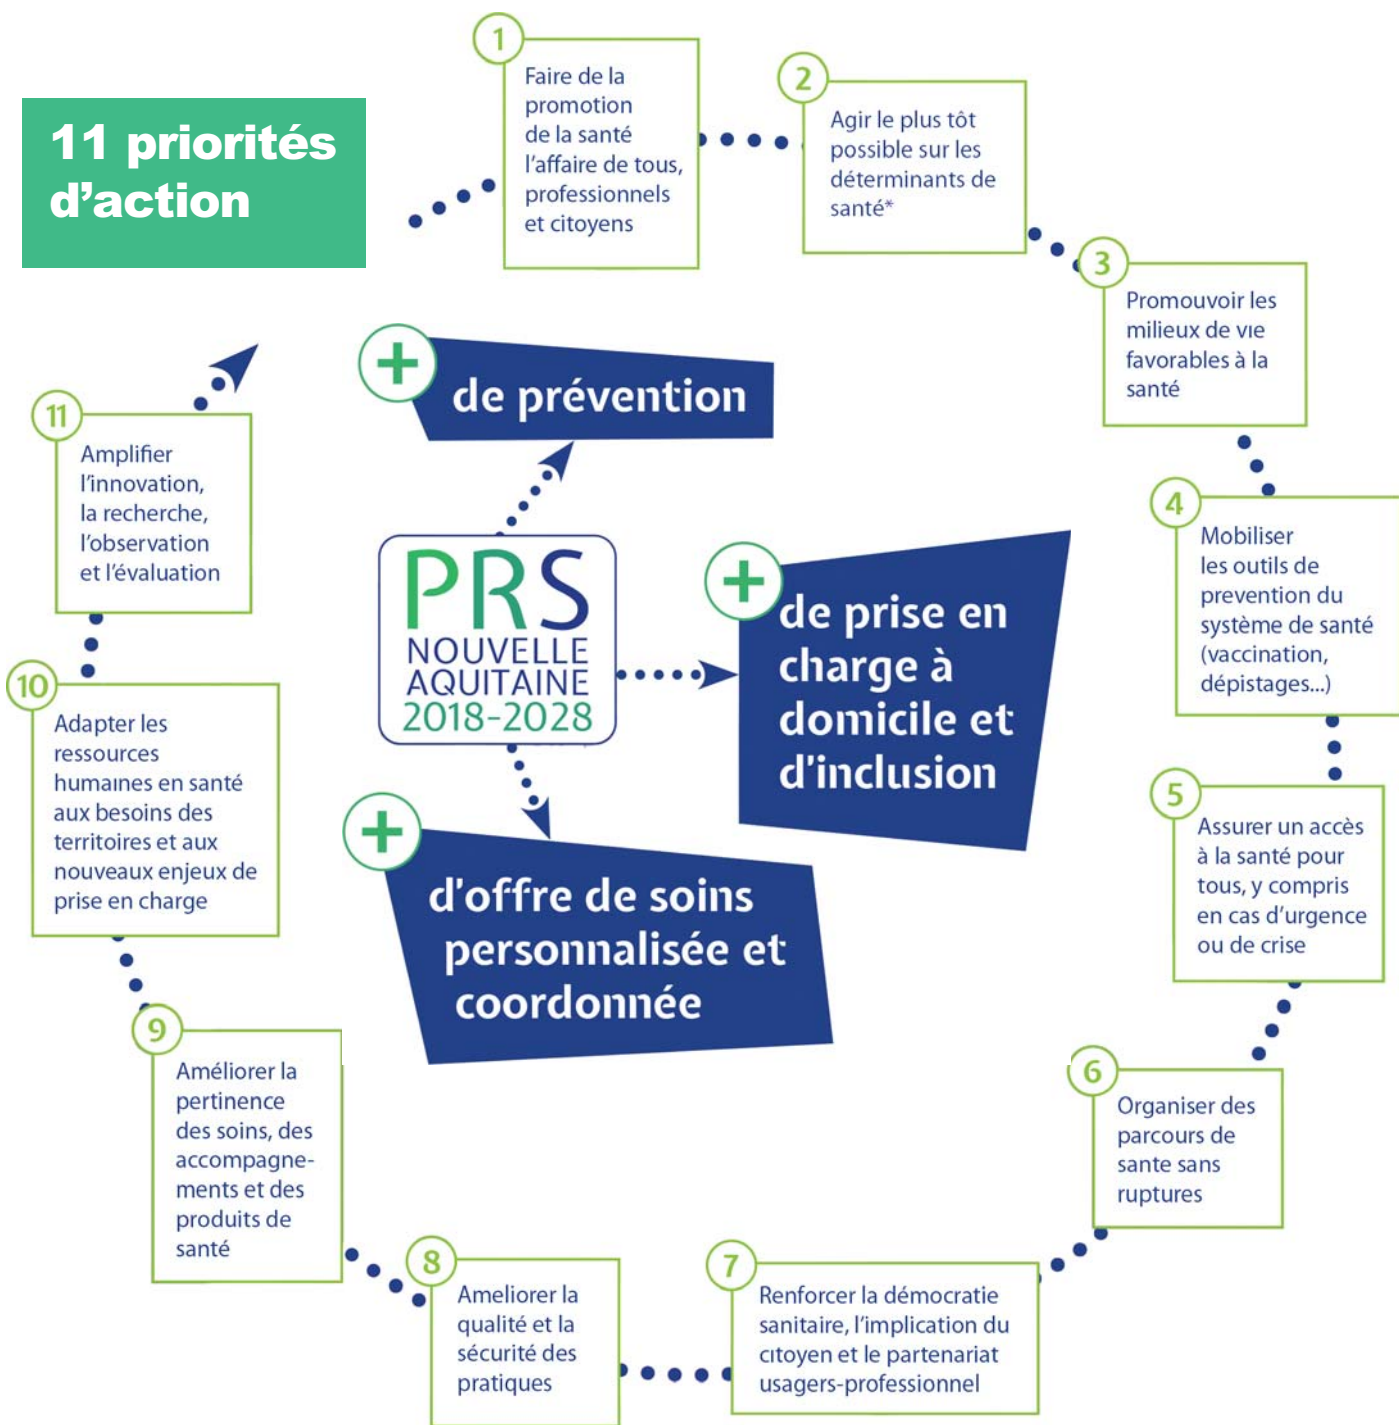 11 priorités
d'action
1
Faire de la
promotion
de la santé
l'affaire de tous,
professionnels
et citoyens
2
Agir le plus tôt
possible sur les
déterminants de
santé*
3
Promouvoir les
milieux de vie
favorables à la
santé
4
Mobiliser
les outils de
prevention du
système de santé
(vaccination,
dépistages...)
5
Assurer un accès
à la santé pour
tous, y compris
en cas d'urgence
ou de crise
6
Organiser des
parcours de
sante sans
ruptures
7
Renforcer la démocratie
sanitaire, l'implication du
cıtoyen et le partenariat
usagers-professionnel
8
Ameliorer la
qualité et la
sécurité des
pratiques
9
Améliorer la
pertinence
des soins, des
accompagne-
ments et des
produits de
santé
10
Adapter les
ressources
humaınes en santé
aux besoins des
territoires et aux
nouveaux enjeux de
prise en charge
11
Amplifier
l'innovation,
la recherche,
l'observation
et l'évaluation
PRS
NOUVELLE
AQUITAINE
2018-2028
+
de prévention
+
de prise en
charge à
domicile et
d'inclusion
+
d'offre de soins
personnalisée et
coordonnée